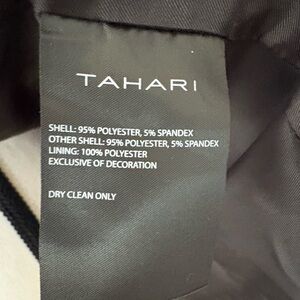 TAHARI
SHELL: 95% POLYESTER, 5% SPANDEX
OTHER SHELL: 95% POLYESTER, 5% SPANDEX
LINING: 100% POLYESTER
EXCLUSIVE OF DECORATION
DRY CLEAN ONLY